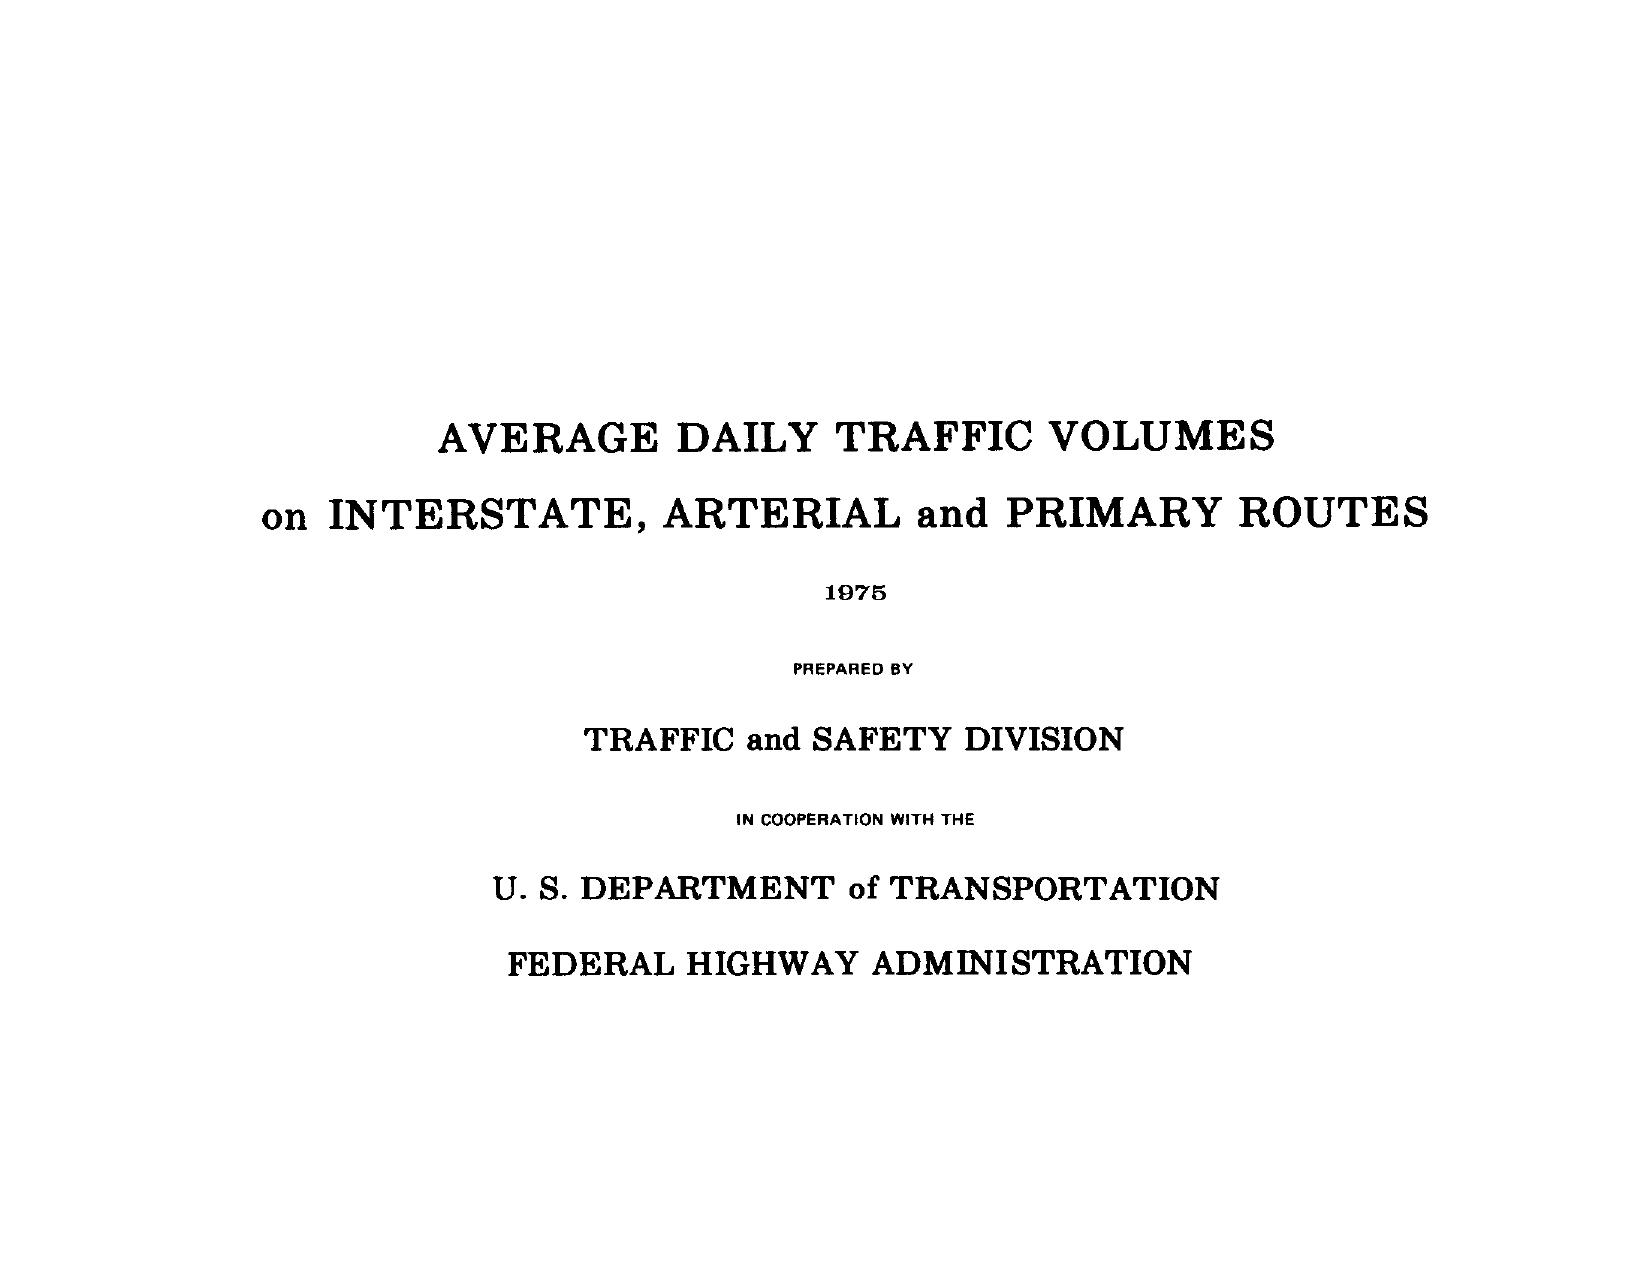 AVERAGE DAILY TRAFFIC VOLUMES
on INTERSTATE, ARTERIAL and PRIMARY ROUTES
1975
PREPARED BY
TRAFFIC and SAFETY DIVISION
IN COOPERATION WITH THE
U. S. DEPARTMENT of TRANSPORTATION
FEDERAL HIGHWAY ADMINISTRATION